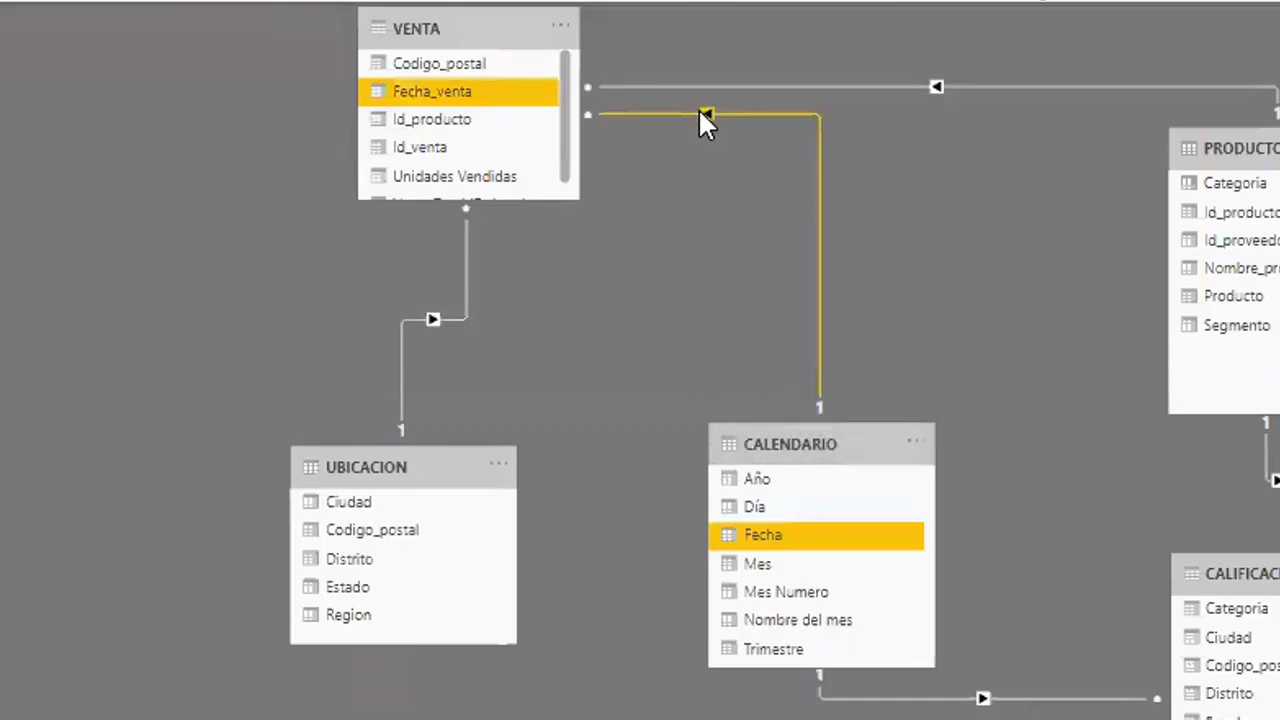 VENTA
Codigo_postal
Fecha_venta
Id_producto
Id_venta
Unidades Vendidas
1
1
1
UBICACION
Ciudad
Codigo_postal
Distrito
Estado
Region
CALENDARIO
Año
Día
Fecha
Mes
Mes Numero
Nombre del mes
Trimestre
1
PRODUCTO
Categoria
Id_producto
Id_proveed
Nombre_pr
Producto
Segmento
1
CALIFICAC
Categoria
Ciudad
Codigo_pos
Distrito